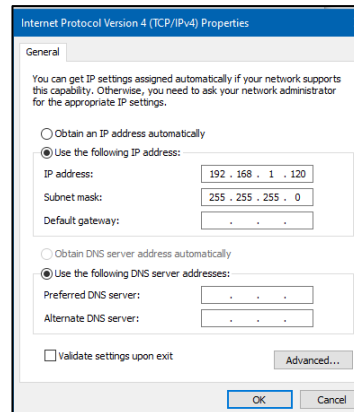 Internet Protocol Version 4 (TCP/IPv4) Properties
General
You can get IP settings assigned automatically if your network supports
this capability. Otherwise, you need to ask your network administrator
for the appropriate IP settings.
Obtain an IP address automatically
Use the following IP address:
IP address: 192 . 168 . 1 . 120
Subnet mask: 255 . 255 . 255 . 0
Default gateway: . . .
Obtain DNS server address automatically
Use the following DNS server addresses:
Preferred DNS server: . . .
Alternate DNS server: . . .
Validate settings upon exit
Advanced...
OK Cancel